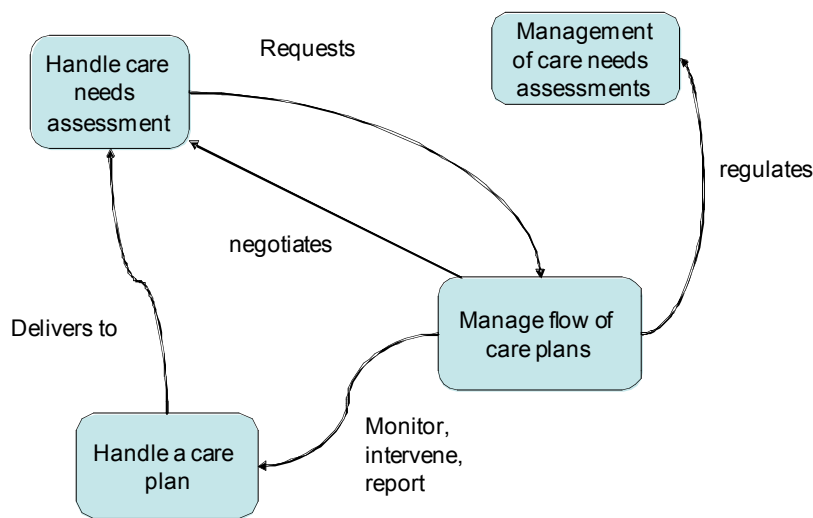 Handle care
needs
assessment
Requests
Management
of care needs
assessments
regulates
negotiates
Manage flow of
care plans
Delivers to
Monitor,
intervene,
report
Handle a care
plan